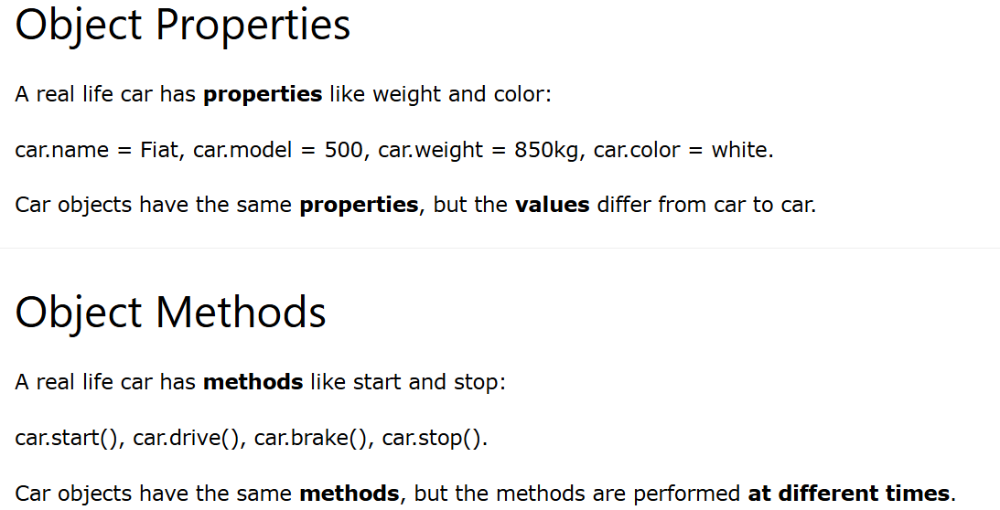 Object Properties
A real life car has properties like weight and color:
car.name = Fiat, car.model = 500, car.weight = 850kg, car.color = white.
Car objects have the same properties, but the values differ from car to car.
Object Methods
A real life car has methods like start and stop:
car.start(), car.drive(), car.brake(), car.stop().
Car objects have the same methods, but the methods are performed at different times.